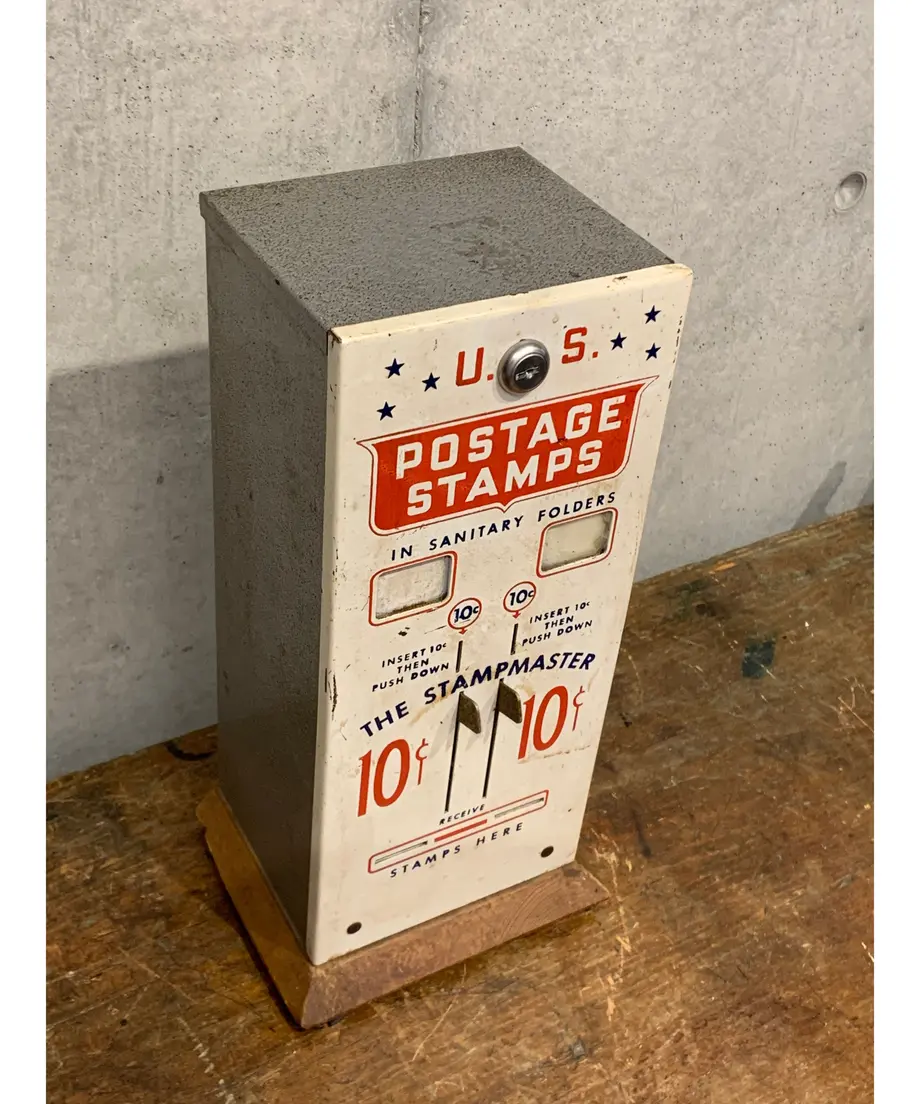 U. S.
POSTAGE
STAMPS
IN SANITARY FOLDERS
10¢
10¢
INSERT 10¢
THEN
PUSH DOWN
INSERT 10¢
THEN
PUSH DOWN
THE STAMPMASTER
10¢
10¢
RECEIVE
STAMPS HERE